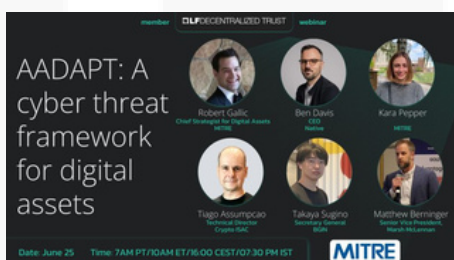 member
LFDECENTRALIZED TRUST
webinar
AADAPT: A
cyber threat
framework
for digital
assets
Robert Gallic
Chief Strategist for Digital Assets
MITRE
Ben Davis
CEO
Native
Kara Pepper
MITRE
Tiago Assumpcao
Technical Director
Crypto ISAC
Takaya Sugino
Secretary General
BGIN
Matthew Berninger
Senior Vice President,
Marsh McLennan
Date: June 25
Time: 7AM PT/10AM ET/16:00 CEST/07:30 PM IST
MITRE